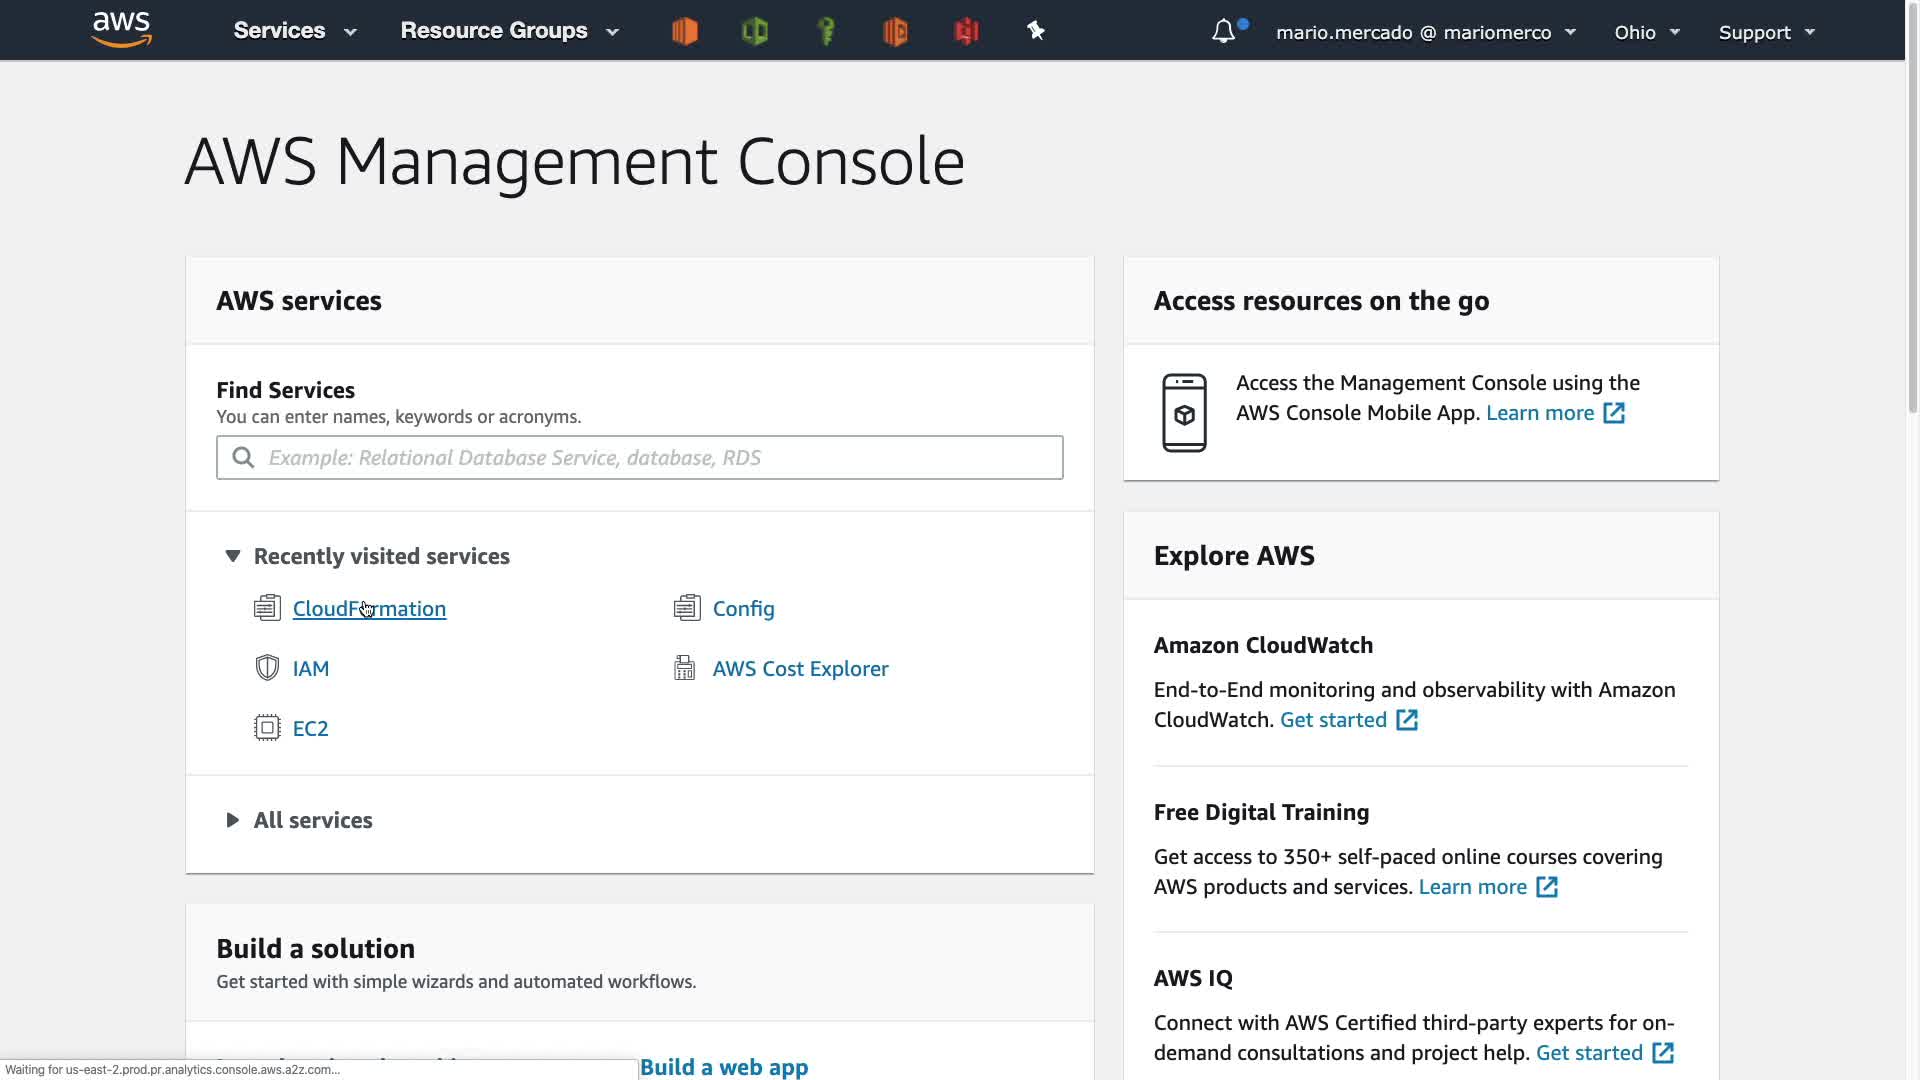 aws
Services
Resource Groups
mario.mercado @ mariomerco
Ohio
Support
AWS Management Console
AWS services
Find Services
You can enter names, keywords or acronyms.
Example: Relational Database Service, database, RDS
Recently visited services
CloudFormation
Config
IAM
AWS Cost Explorer
EC2
All services
Build a solution
Get started with simple wizards and automated workflows.
Build a web app
Waiting for us-east-2.prod.pr.analytics.console.aws.a2z.com...
Access resources on the go
Access the Management Console using the
AWS Console Mobile App. Learn more
Explore AWS
Amazon CloudWatch
End-to-End monitoring and observability with Amazon
CloudWatch. Get started
Free Digital Training
Get access to 350+ self-paced online courses covering
AWS products and services. Learn more
AWS IQ
Connect with AWS Certified third-party experts for on-
demand consultations and project help. Get started